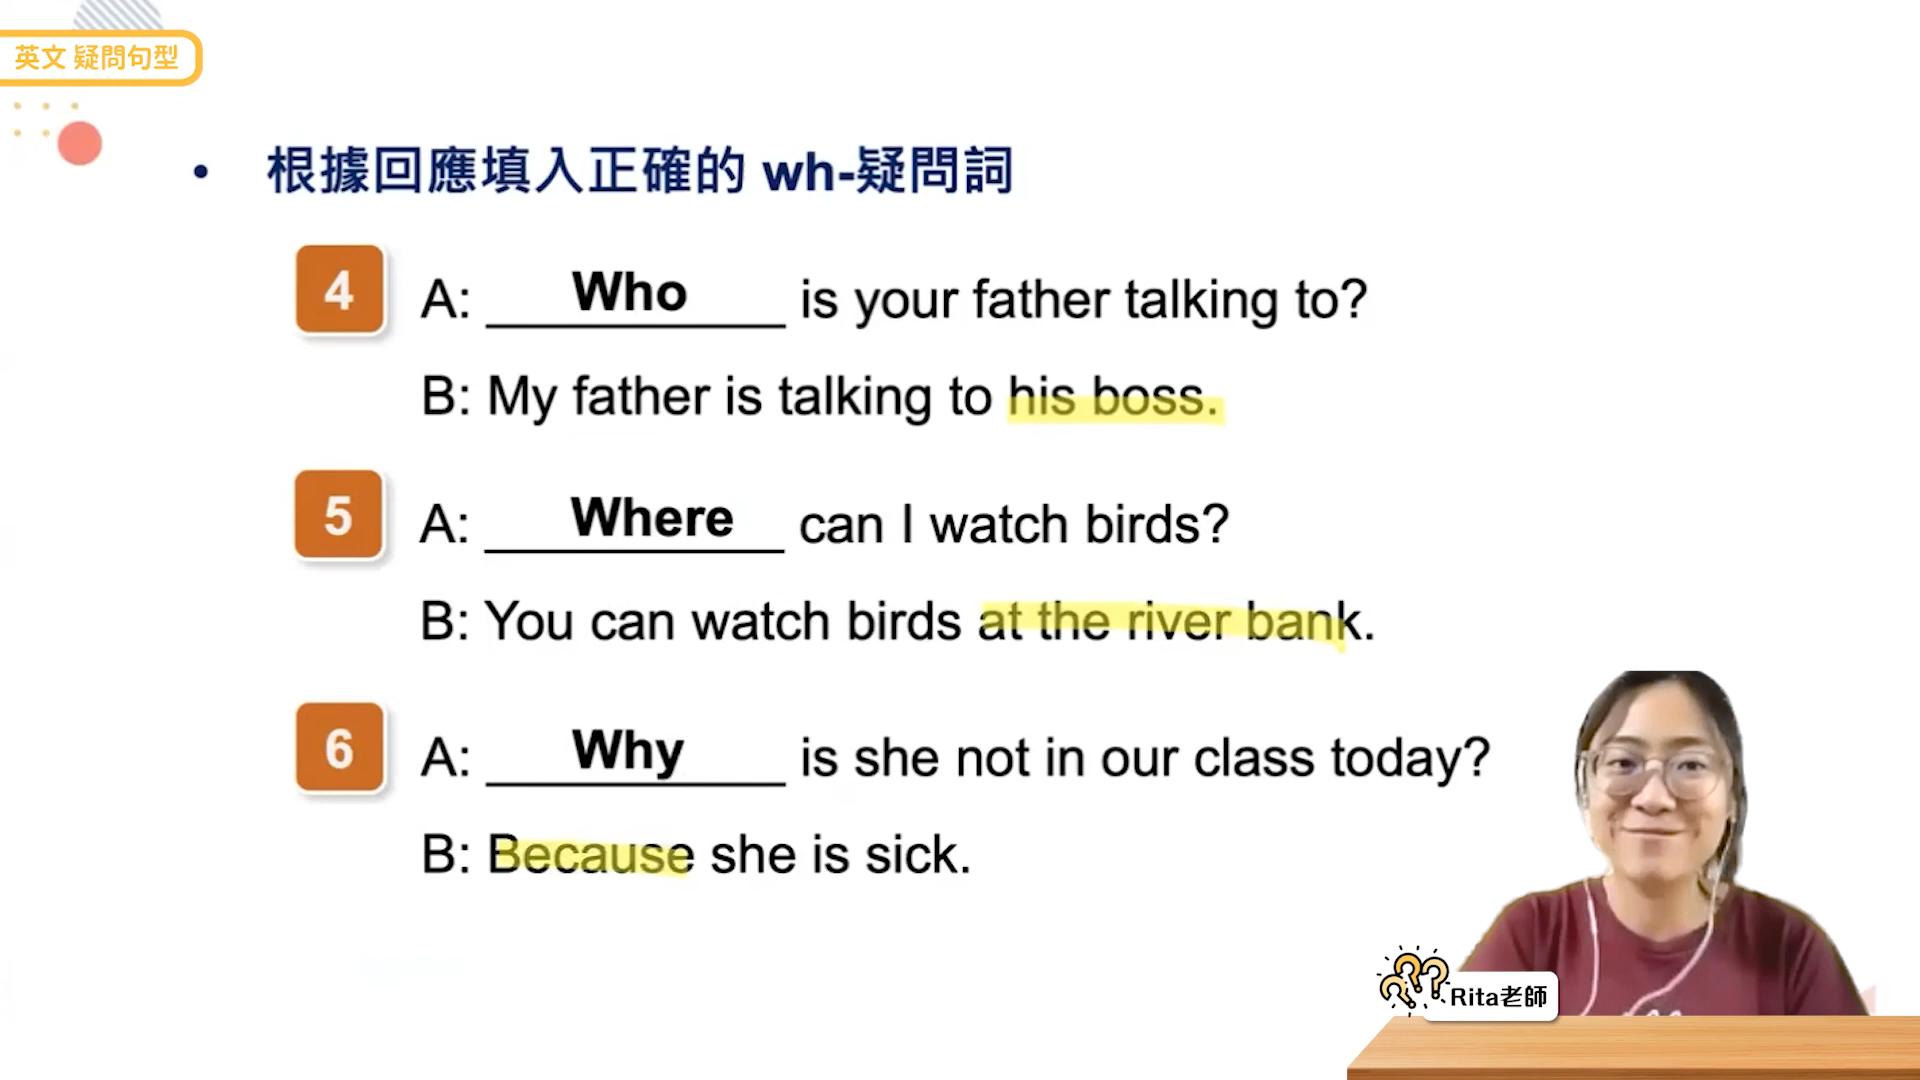 英文 疑問句型
• 根據回應填入正確的 wh-疑問詞
4 A: Who is your father talking to?
B: My father is talking to his boss.
5 A: Where can I watch birds?
B: You can watch birds at the river bank.
6 A: Why is she not in our class today?
B: Because she is sick.
Rita老師